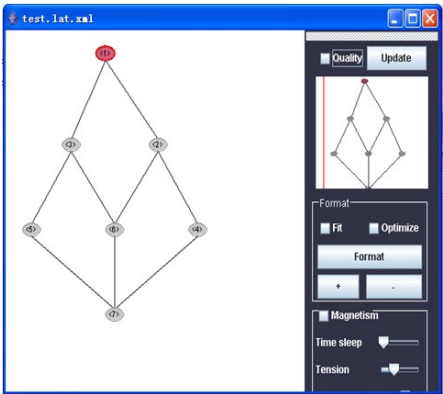 test.lat.xml
<1>
Quality
Update
<3>
<2>
<5>
<6>
<4>
<7>
Format
Fit
Optimize
Format
+
-
Magnetism
Time sleep
Tension